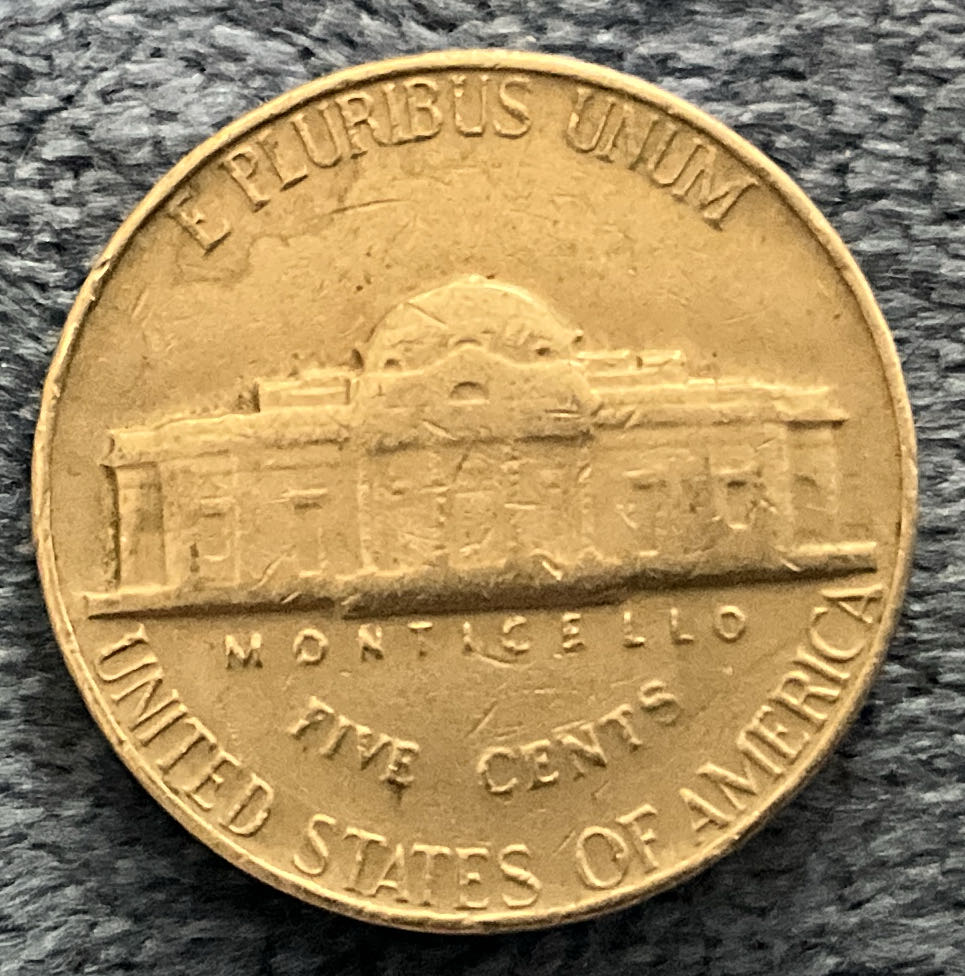 E PLURIBUS UNUM
MONTICELLO
FIVE CENTS
UNITED STATES OF AMERICA